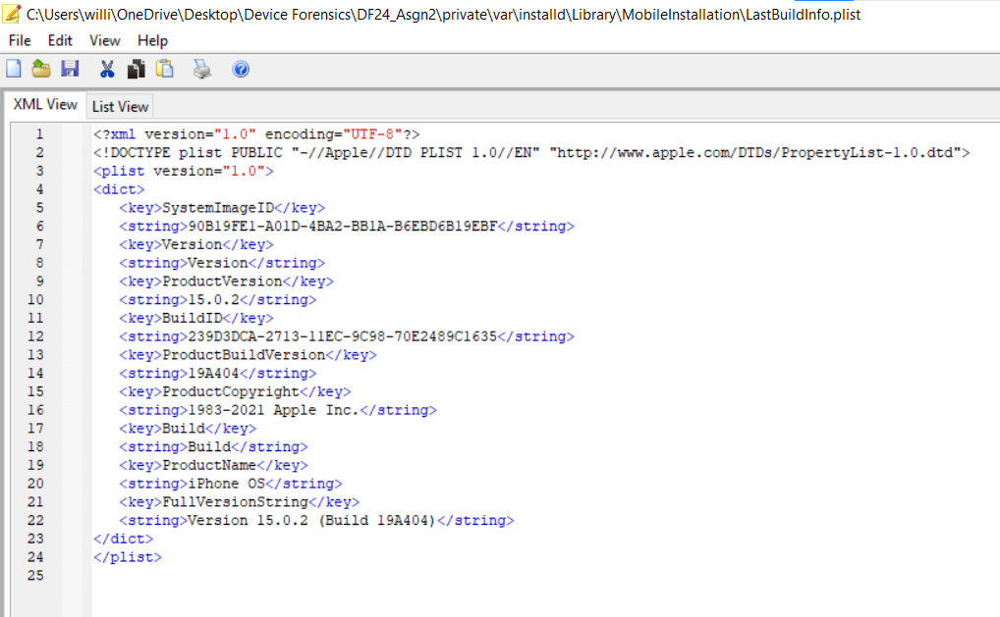 C:\Users\willi\OneDrive\Desktop\Device Forensics\DF24_Asgn2\private\var\installd\Library\MobileInstallation\LastBuildInfo.plist
File Edit View Help
XML View List View
1 <?xml version="1.0" encoding="UTF-8"?>
2 <!DOCTYPE plist PUBLIC "-//Apple//DTD PLIST 1.0//EN" "http://www.apple.com/DTDs/PropertyList-1.0.dtd">
3 <plist version="1.0">
4 <dict>
5 <key>SystemImageID</key>
6 <string>90B19FE1-A01D-4BA2-BB1A-B6EBD6B19EBF</string>
7 <key>Version</key>
8 <string>Version</string>
9 <key>ProductVersion</key>
10 <string>15.0.2</string>
11 <key>BuildID</key>
12 <string>239D3DCA-2713-11EC-9C98-70E2489C1635</string>
13 <key>ProductBuildVersion</key>
14 <string>19A404</string>
15 <key>ProductCopyright</key>
16 <string>1983-2021 Apple Inc.</string>
17 <key>Build</key>
18 <string>Build</string>
19 <key>ProductName</key>
20 <string>iPhone OS</string>
21 <key>FullVersionString</key>
22 <string>Version 15.0.2 (Build 19A404)</string>
23 </dict>
24 </plist>
25